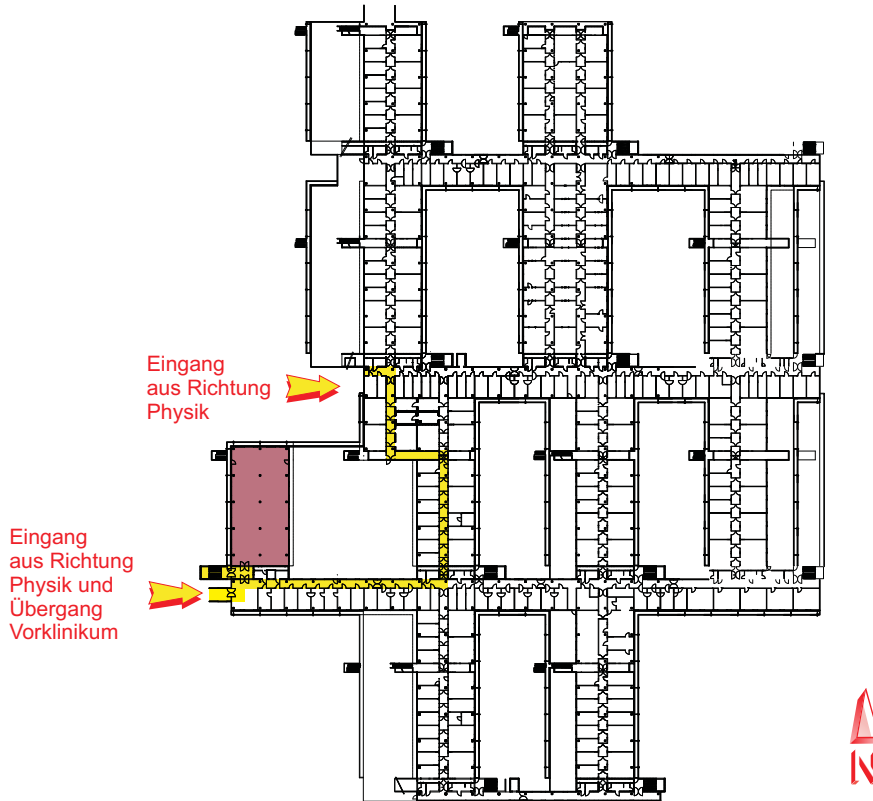 Eingang
aus Richtung
Physik
Eingang
aus Richtung
Physik und
Übergang
Vorklinikum
N